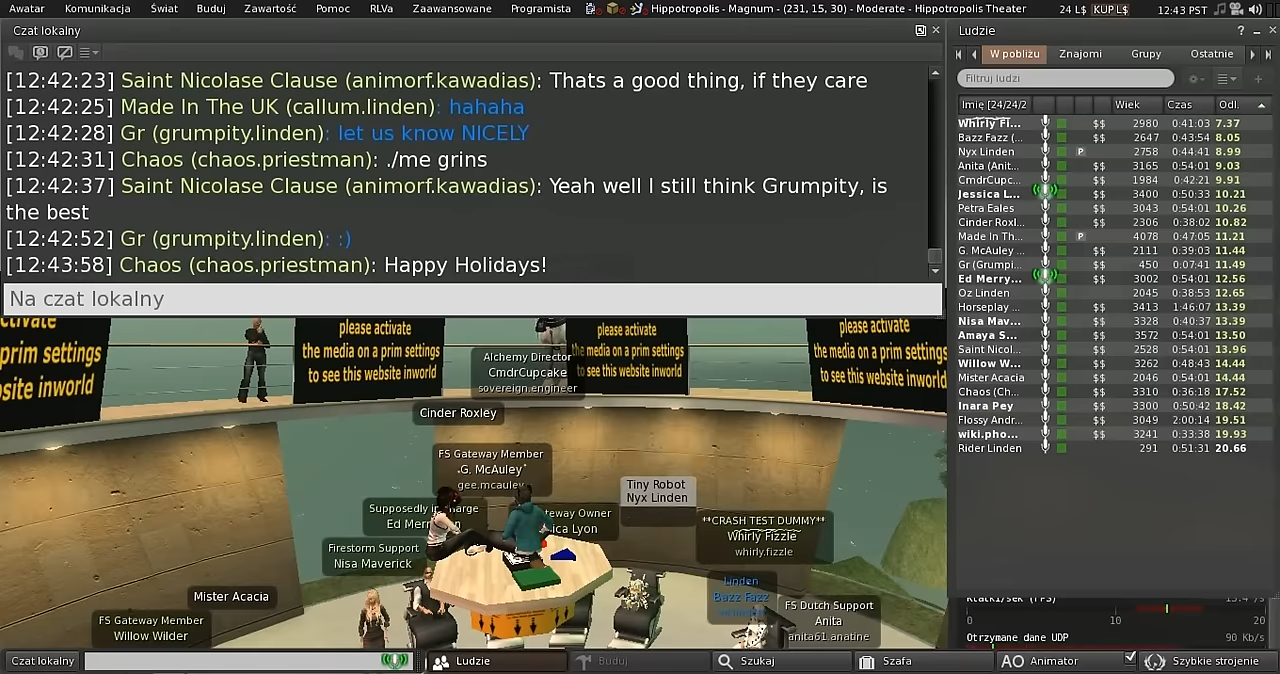 Awatar Komunikacja Świat Buduj Zawartość Pomoc RLVa Zaawansowane Programista Hippotropolis - Magnum - (231, 15, 30) - Moderate - Hippotropolis Theater 24 L$ KUP L$ 12:43 PST
Czat lokalny
[12:42:23] Saint Nicolase Clause (animorf.kawadias): Thats a good thing, if they care
[12:42:25] Made In The UK (callum.linden): hahaha
[12:42:28] Gr (grumpity.linden): let us know NICELY
[12:42:31] Chaos (chaos.priestman): ./me grins
[12:42:37] Saint Nicolase Clause (animorf.kawadias): Yeah well I still think Grumpity, is
the best
[12:42:52] Gr (grumpity.linden): :)
[12:43:58] Chaos (chaos.priestman): Happy Holidays!
Na czat lokalny
Ludzie
W pobliżu Znajomi Grupy Ostatnie
Filtruj ludzi
Imię [24/24/2 Wiek Czas Odl.
Whirly Fi... $$ 2980 0:41:03 7.37
Bazz Fazz (... $$ 2647 0:43:54 8.05
Nyx Linden P 2758 0:44:41 8.99
Anita (Anit... $$ 3165 0:54:01 9.03
CmdrCupc... $$ 1984 0:42:21 9.91
Jessica L... $$ 3400 0:50:33 10.21
Petra Eales $$ 3043 0:54:01 10.26
Cinder Roxl... $$ 2306 0:38:02 10.82
Made In Th... P 4078 0:47:05 11.21
G. McAuley ... $$ 2111 0:39:03 11.44
Gr (Grumpi... $$ 450 0:07:41 11.49
Ed Merry... $$ 3002 0:54:01 12.56
Oz Linden 2045 0:38:53 12.65
Horseplay ... $$ 3413 1:46:07 13.39
Nisa Mav... $$ 3328 0:40:37 13.39
Amaya S... $$ 3572 0:54:01 13.50
Saint Nicol... $$ 2528 0:54:01 13.96
Willow W... $$ 3262 0:48:43 14.44
Mister Acacia $$ 2046 0:54:01 14.44
Chaos (Ch... $$ 3310 0:36:18 17.52
Inara Pey $$ 3300 0:50:42 18.42
Flossy Andr... $$ 3049 2:00:14 19.51
wiki.pho... $$ 3241 0:33:38 19.93
Rider Linden 291 0:51:31 20.66
Klatki/sek (FPS) 13.4 /s
0 10 20
Otrzymane dane UDP 90 Kb/s
activate
prim settings
site inworld
please activate
the media on a prim settings
to see this website inworld
please activate
the media on a prim settings
to see this website inworld
please activate
the media on a prim settings
to see this website inworld
Alchemy Director
CmdrCupcake
sovereign.engineer
Cinder Roxley
FS Gateway Member
.G. McAuley
gee.mcauley
Tiny Robot
Nyx Linden
**CRASH TEST DUMMY**
Whirly Fizzle
whirly.fizzle
Firestorm Support
Nisa Maverick
Mister Acacia
FS Gateway Member
Willow Wilder
Linden
Bazz Fazz
FS Dutch Support
Anita
anita61.anatine
Czat lokalny Ludzie Buduj Szukaj Szafa AO Animator Szybkie strojenie